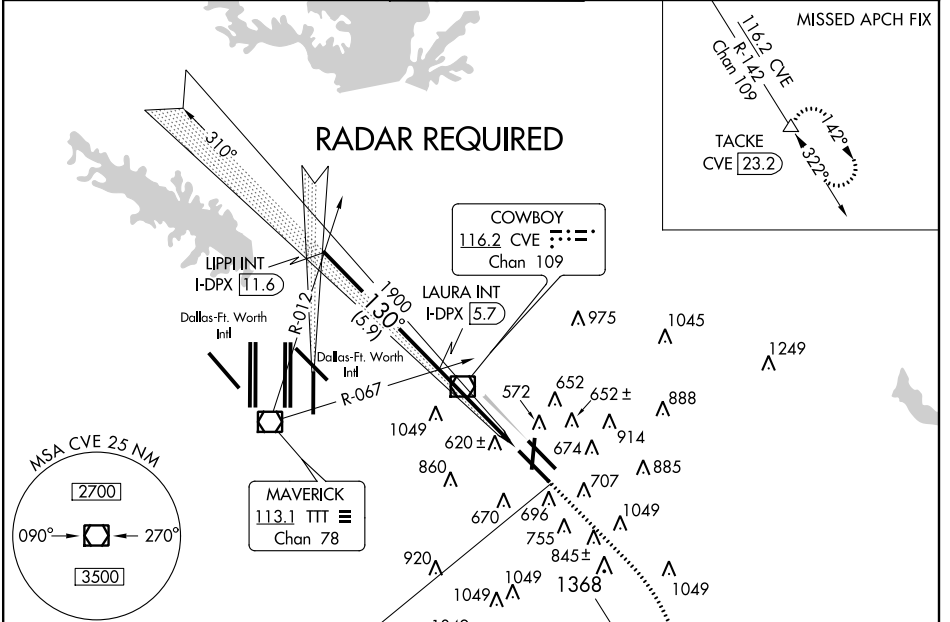 MISSED APCH FIX
116.2 CVE
R-142
Chan 109
TACKE
CVE 23.2
142°
322°
310°
RADAR REQUIRED
COWBOY
116.2 CVE
Chan 109
LIPPI INT
I-DPX 11.6
R-012
1900
130°
(5.9)
LAURA INT
I-DPX 5.7
Dallas-Ft. Worth
Intl
Dallas-Ft. Worth
Intl
R-067
975
1045
1249
572
652
652 ±
888
1049
620 ±
674
914
860
885
707
670
696
1049
755
845 ±
920
1368
1049
1049
1049
MAVERICK
113.1 TTT
Chan 78
MSA CVE 25 NM
2700
090°
270°
3500